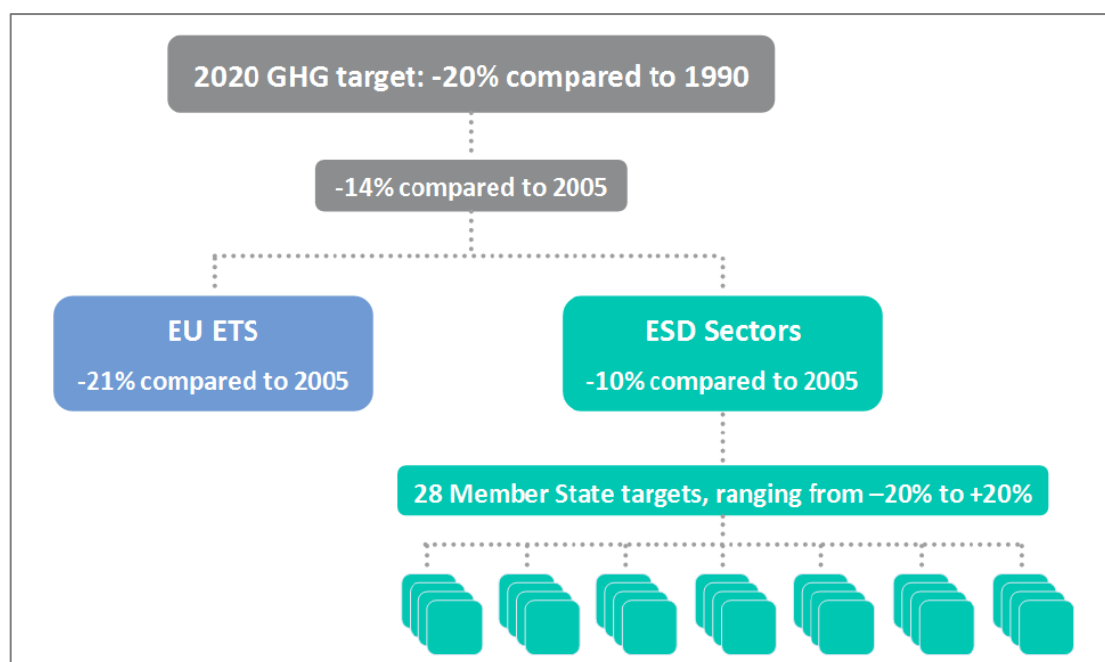 2020 GHG target: -20% compared to 1990
-14% compared to 2005
EU ETS
-21% compared to 2005
ESD Sectors
-10% compared to 2005
28 Member State targets, ranging from –20% to +20%